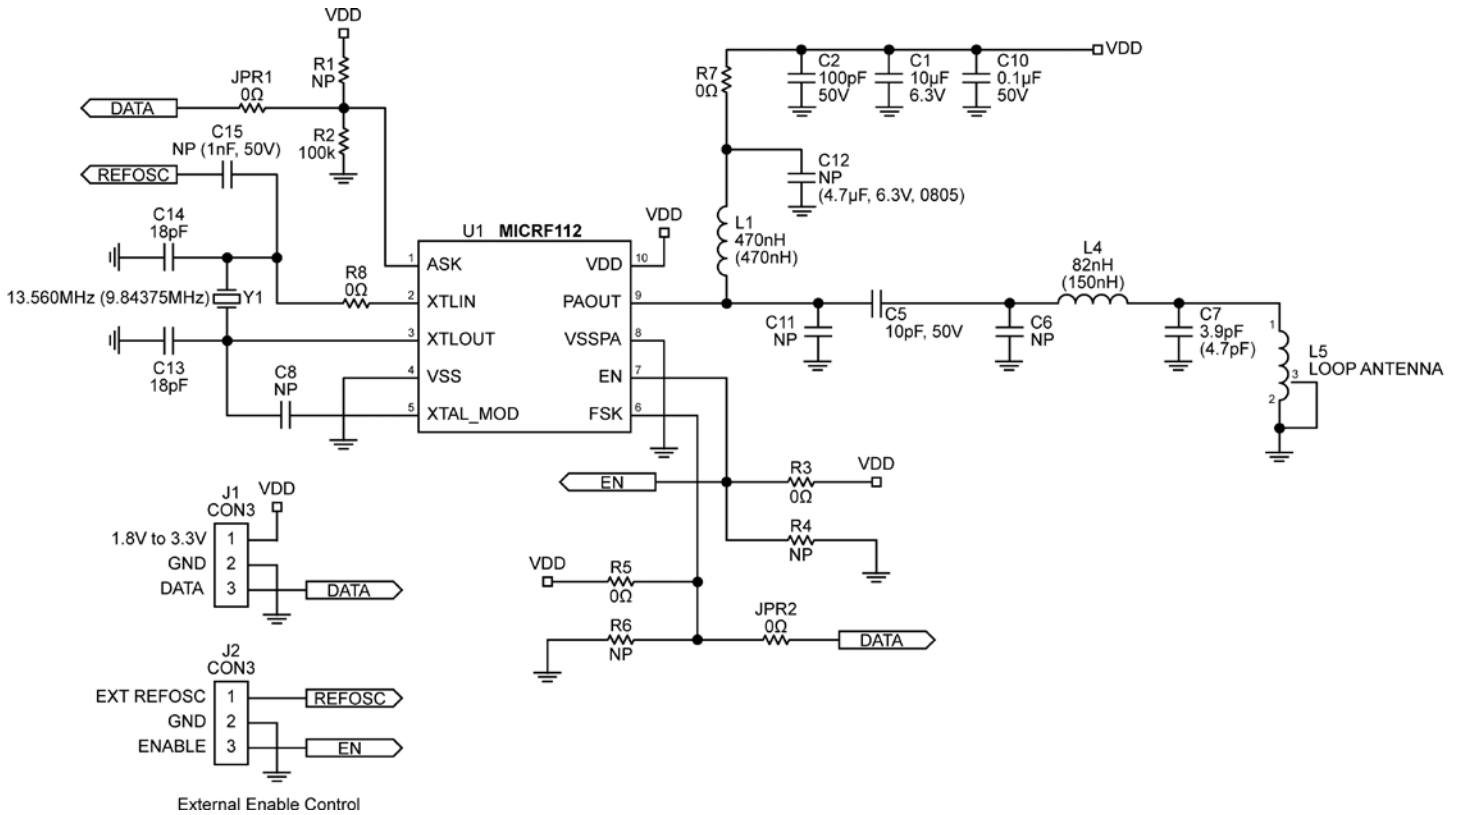 VDD
R1
NP
JPR1
0Ω
DATA
R2
100k
C15
NP (1nF, 50V)
REFOSC
C14
18pF
13.560MHz (9.84375MHz)
Y1
R8
0Ω
C13
18pF
C8
NP
U1 MICRF112
1
ASK
2
XTLIN
3
XTLOUT
4
VSS
5
XTAL_MOD
VDD
10
PAOUT
9
VSSPA
8
EN
7
FSK
6
VDD
R7
0Ω
C2
100pF
50V
C1
10µF
6.3V
C10
0.1µF
50V
VDD
C12
NP
(4.7µF, 6.3V, 0805)
L1
470nH
(470nH)
C11
NP
C5
10pF, 50V
C6
NP
L4
82nH
(150nH)
C7
3.9pF
(4.7pF)
1
3
2
L5
LOOP ANTENNA
EN
R3
0Ω
VDD
R4
NP
VDD
R5
0Ω
R6
NP
JPR2
0Ω
DATA
J1
CON3
VDD
1.8V to 3.3V
1
GND
2
DATA
3
DATA
J2
CON3
EXT REFOSC
1
REFOSC
GND
2
ENABLE
3
EN
External Enable Control